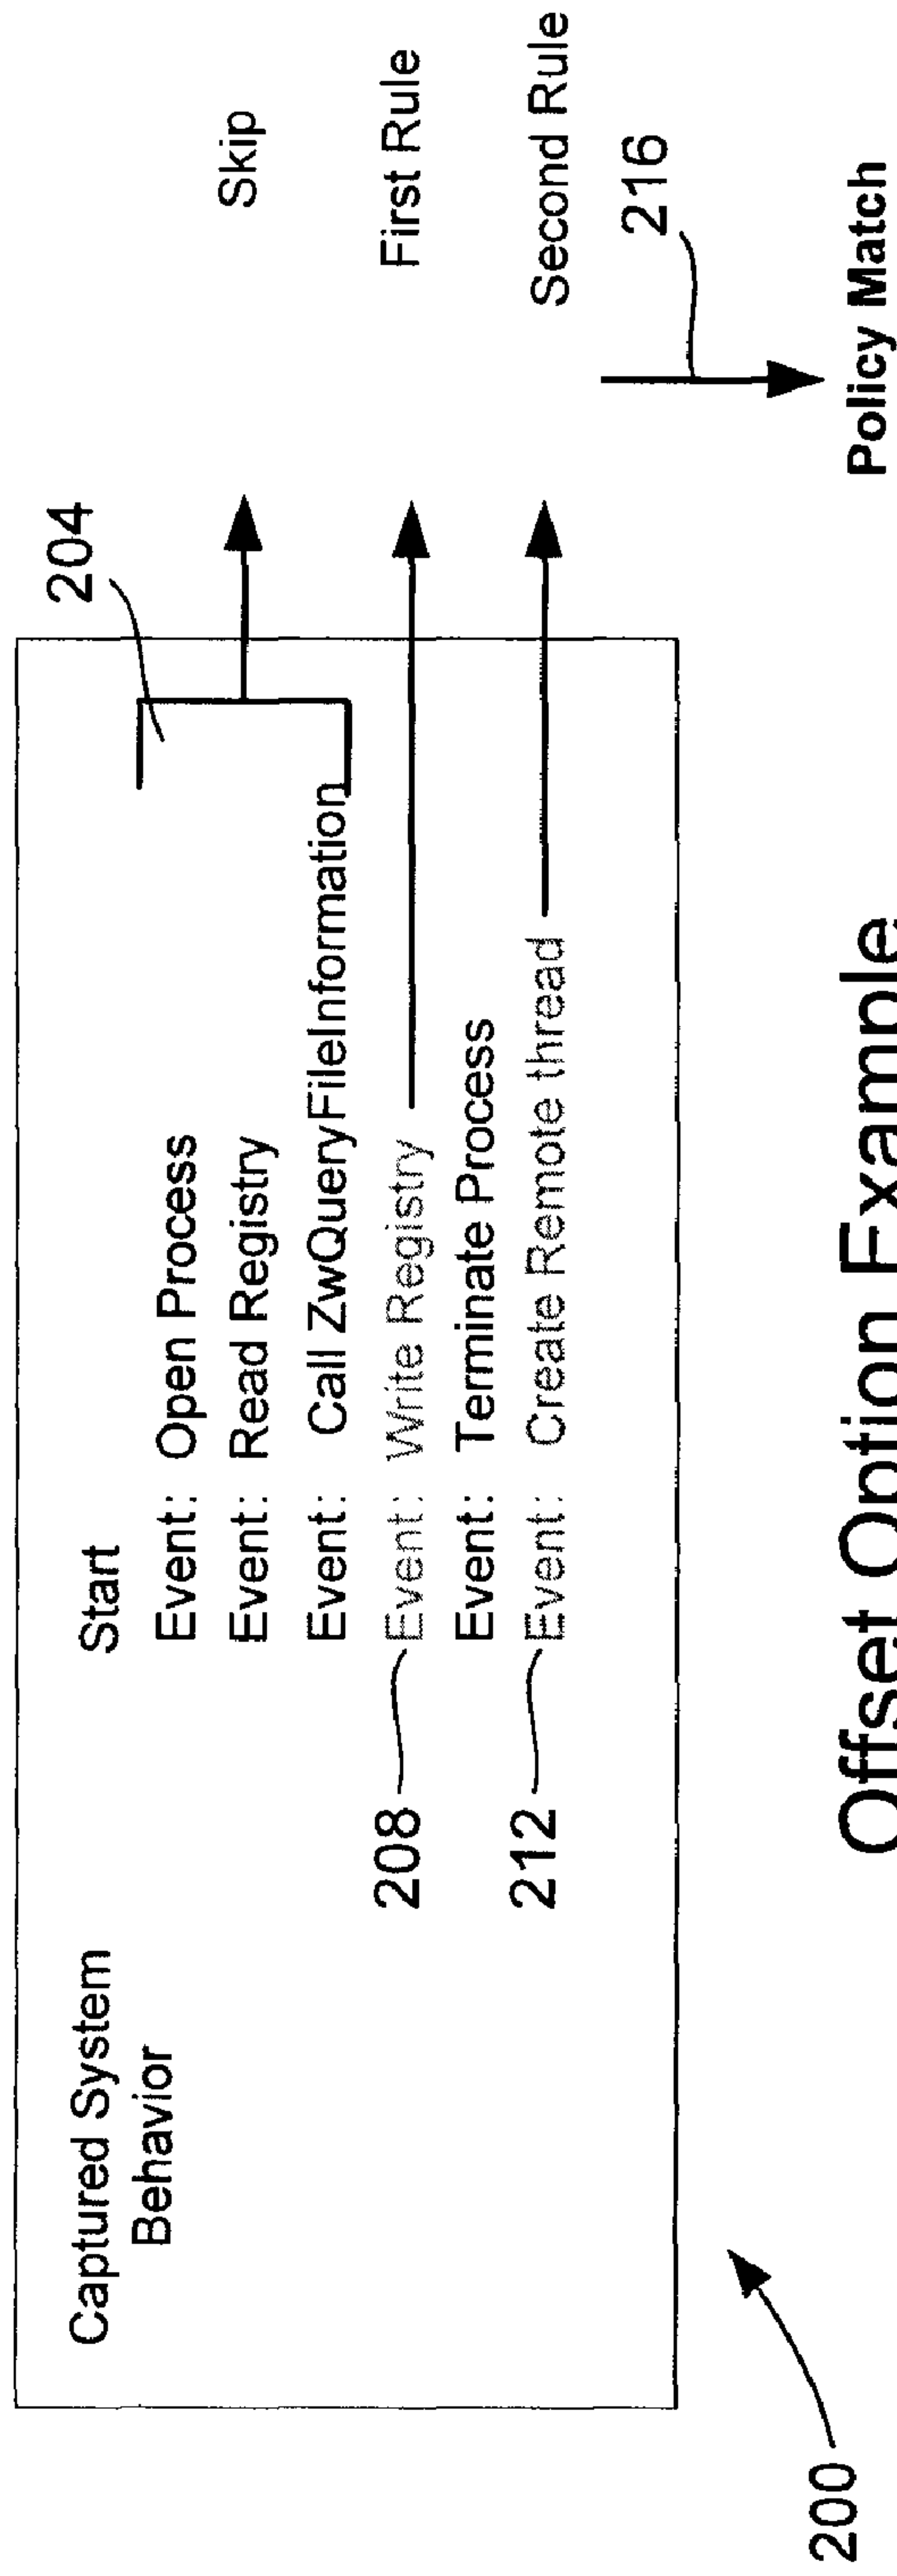 Captured System
Behavior
Start
Event: Open Process
Event: Read Registry
Event: Call ZwQueryFileInformation
Event: Write Registry
Event: Terminate Process
Event: Create Remote thread
204
208
212
Skip
First Rule
Second Rule
216
Policy Match
200
Offset Option Example